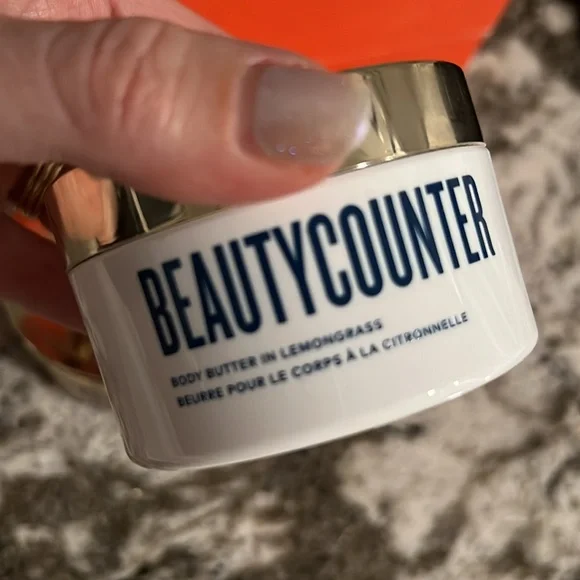 BEAUTYCOUNTER
BODY BUTTER IN LEMONGRASS
BEURRE POUR LE CORPS À LA CITRONNELLE